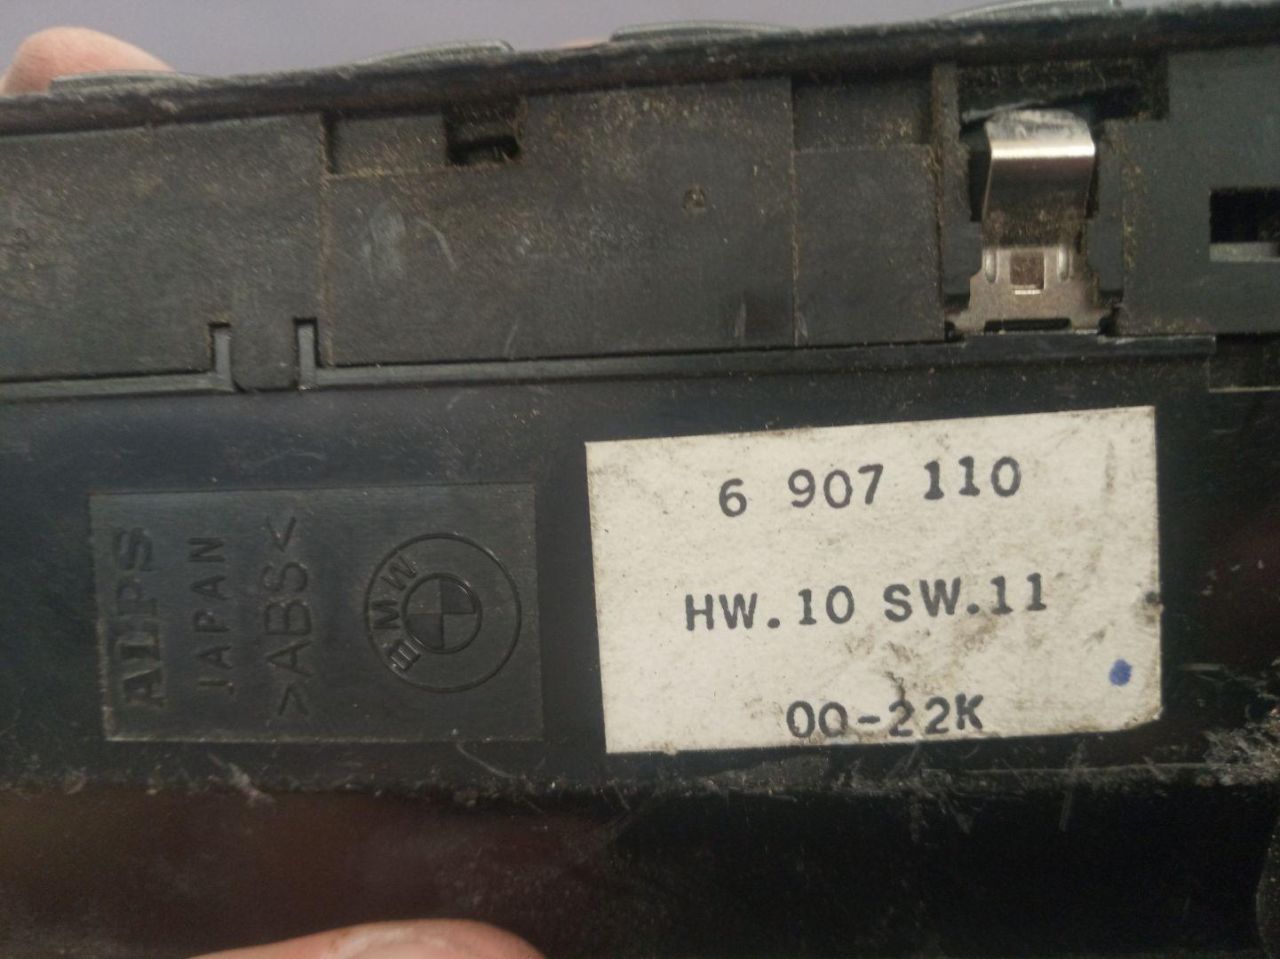 6 907 110
HW.10 SW.11
00-22K
ALPS
JAPAN
>ABS<
BMW